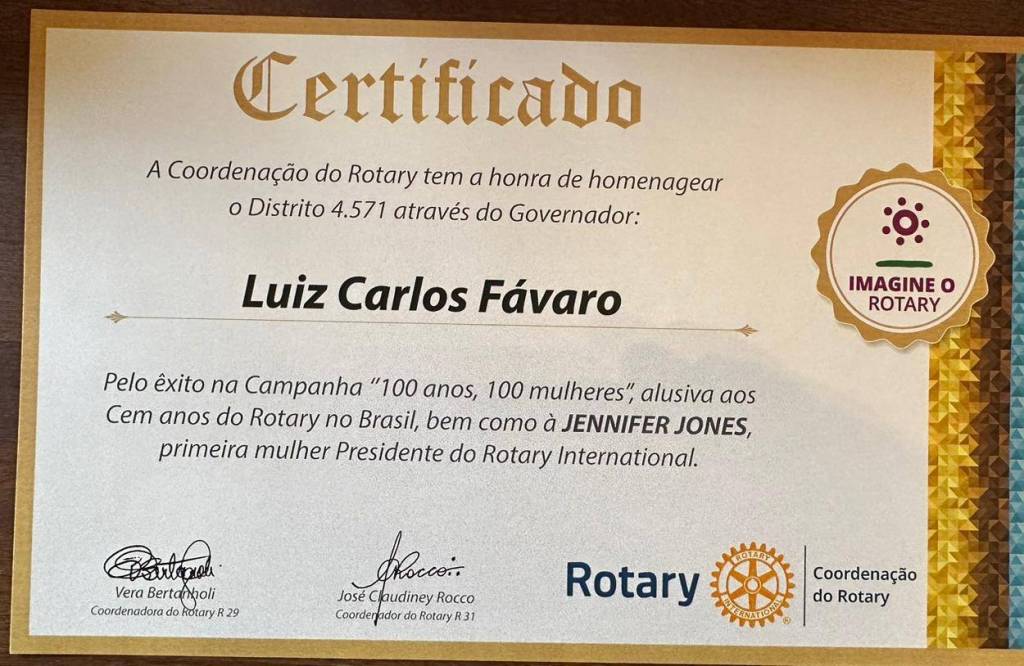 Certificado
A Coordenação do Rotary tem a honra de homenagear
o Distrito 4.571 através do Governador:
Luiz Carlos Fávaro
IMAGINE O
ROTARY
Pelo êxito na Campanha “100 anos, 100 mulheres”, alusiva aos
Cem anos do Rotary no Brasil, bem como à JENNIFER JONES,
primeira mulher Presidente do Rotary International.
Vera Bertanholi
Coordenadora do Rotary R 29
José Claudiney Rocco
Coordenador do Rotary R 31
Rotary
ROTARY
INTERNATIONAL
Coordenação
do Rotary